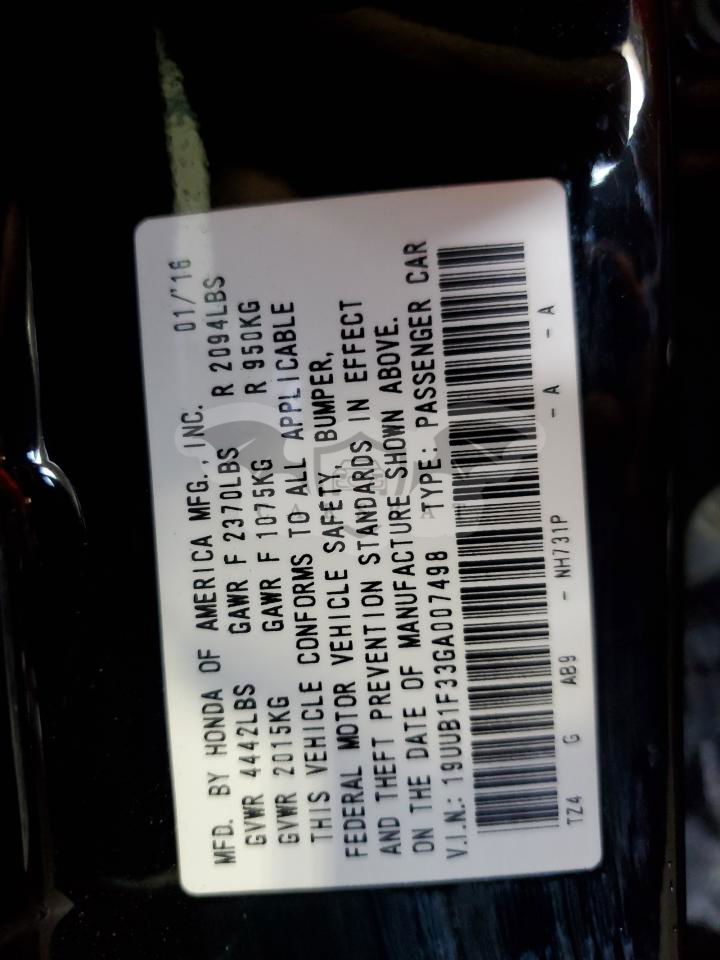 MFD. BY HONDA OF AMERICA MFG., INC. 01/'16
GVWR 4442LBS GAWR F 2370LBS R 2094LBS
GVWR 2015KG GAWR F 1075KG R 950KG
THIS VEHICLE CONFORMS TO ALL APPLICABLE
FEDERAL MOTOR VEHICLE SAFETY, BUMPER,
AND THEFT PREVENTION STANDARDS IN EFFECT
ON THE DATE OF MANUFACTURE SHOWN ABOVE.
V.I.N.: 19UUB1F33GA007498 TYPE: PASSENGER CAR
TZ4 G AB9 - NH731P - A - A